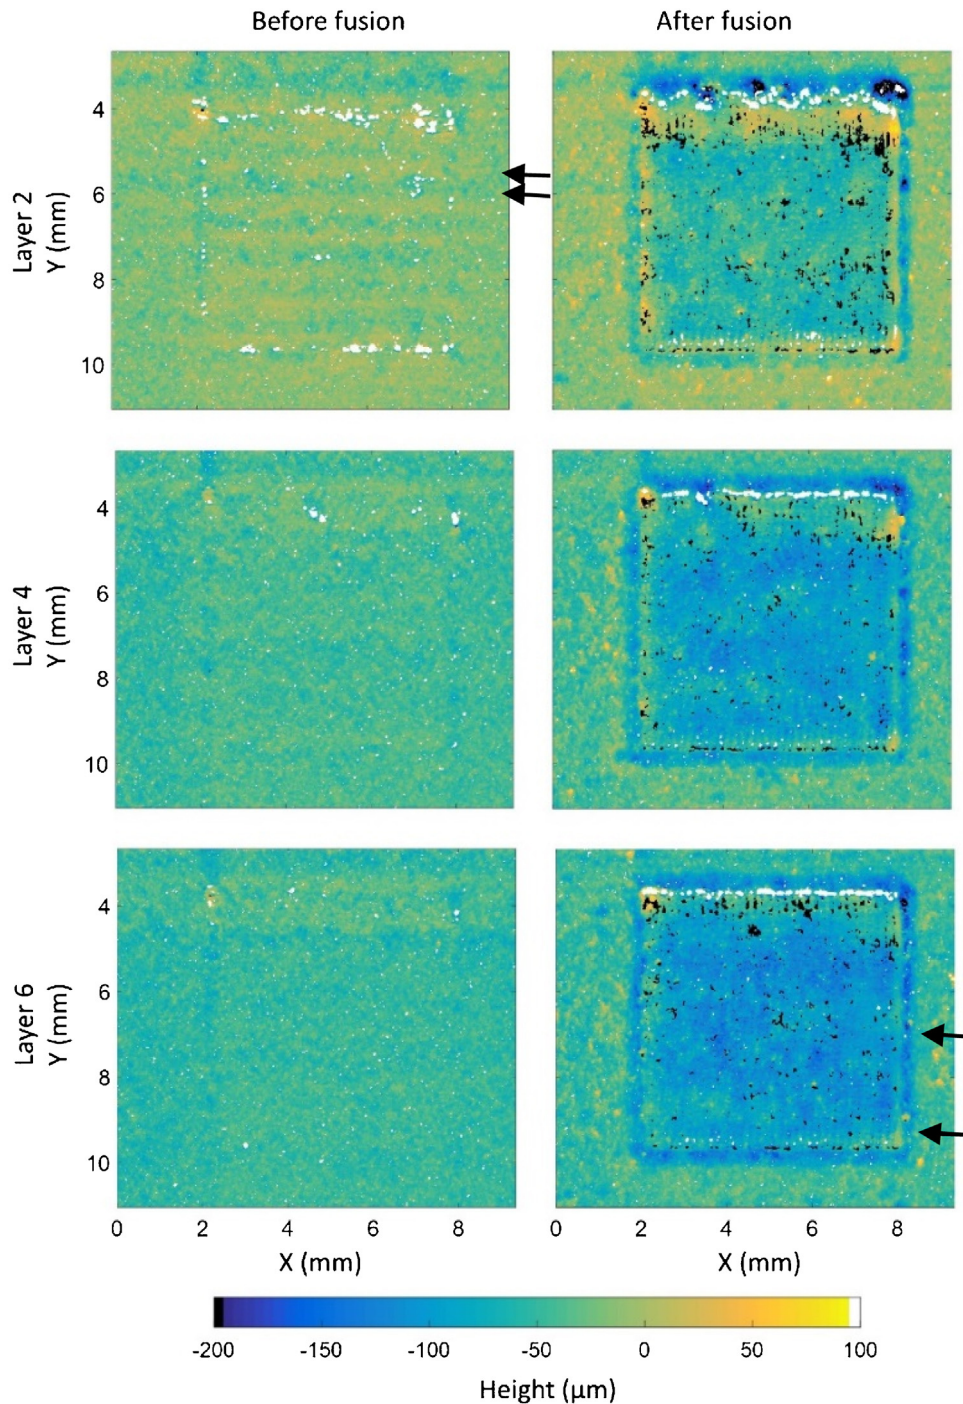 Before fusion
After fusion
Layer 2
Y (mm)
4
6
8
10
Layer 4
Y (mm)
4
6
8
10
Layer 6
Y (mm)
4
6
8
10
0 2 4 6 8
0 2 4 6 8
X (mm)
X (mm)
-200 -150 -100 -50 0 50 100
Height (μm)